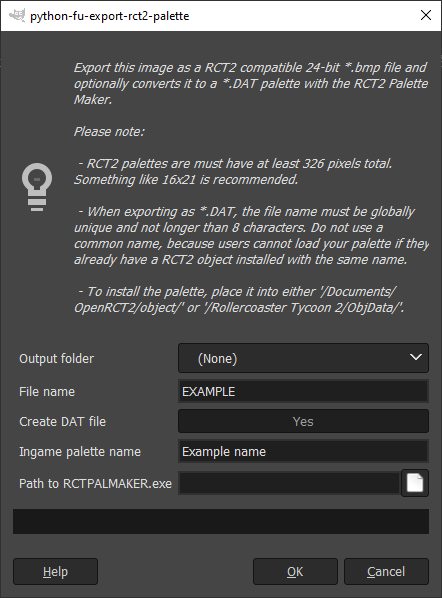 python-fu-export-rct2-palette
Export this image as a RCT2 compatible 24-bit *.bmp file and
optionally converts it to a *.DAT palette with the RCT2 Palette
Maker.
Please note:
- RCT2 palettes are must have at least 326 pixels total.
Something like 16x21 is recommended.
- When exporting as *.DAT, the file name must be globally
unique and not longer than 8 characters. Do not use a
common name, because users cannot load your palette if they
already have a RCT2 object installed with the same name.
- To install the palette, place it into either '/Documents/
OpenRCT2/object/' or '/Rollercoaster Tycoon 2/ObjData/'.
Output folder (None)
File name EXAMPLE
Create DAT file Yes
Ingame palette name Example name
Path to RCTPALMAKER.exe
Help OK Cancel